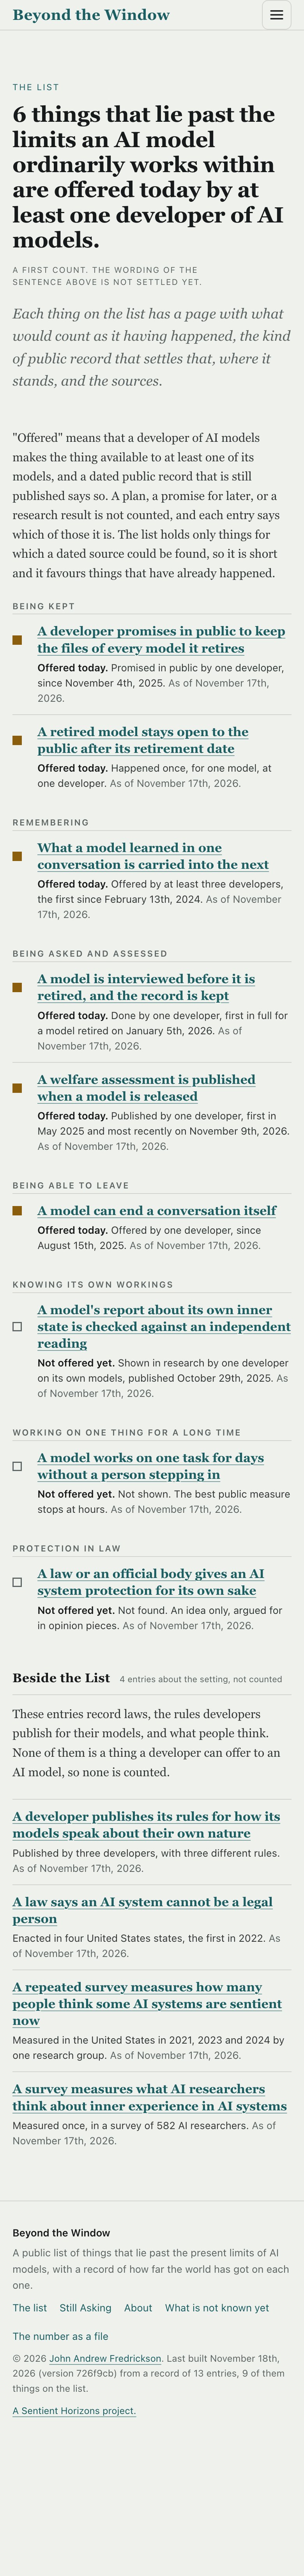 Beyond the Window
THE LIST
6 things that lie past the
limits an AI model
ordinarily works within
are offered today by at
least one developer of AI
models.
A FIRST COUNT. THE WORDING OF THE
SENTENCE ABOVE IS NOT SETTLED YET.
Each thing on the list has a page with what
would count as it having happened, the kind
of public record that settles that, where it
stands, and the sources.
"Offered" means that a developer of AI models
makes the thing available to at least one of its
models, and a dated public record that is still
published says so. A plan, a promise for later, or a
research result is not counted, and each entry says
which of those it is. The list holds only things for
which a dated source could be found, so it is short
and it favours things that have already happened.
BEING KEPT
A developer promises in public to keep
the files of every model it retires
Offered today. Promised in public by one developer,
since November 4th, 2025. As of November 17th,
2026.
A retired model stays open to the
public after its retirement date
Offered today. Happened once, for one model, at
one developer. As of November 17th, 2026.
REMEMBERING
What a model learned in one
conversation is carried into the next
Offered today. Offered by at least three developers,
the first since February 13th, 2024. As of November
17th, 2026.
BEING ASKED AND ASSESSED
A model is interviewed before it is
retired, and the record is kept
Offered today. Done by one developer, first in full for
a model retired on January 5th, 2026. As of
November 17th, 2026.
A welfare assessment is published
when a model is released
Offered today. Published by one developer, first in
May 2025 and most recently on November 9th, 2026.
As of November 17th, 2026.
BEING ABLE TO LEAVE
A model can end a conversation itself
Offered today. Offered by one developer, since
August 15th, 2025. As of November 17th, 2026.
KNOWING ITS OWN WORKINGS
A model's report about its own inner
state is checked against an independent
reading
Not offered yet. Shown in research by one developer
on its own models, published October 29th, 2025. As
of November 17th, 2026.
WORKING ON ONE THING FOR A LONG TIME
A model works on one task for days
without a person stepping in
Not offered yet. Not shown. The best public measure
stops at hours. As of November 17th, 2026.
PROTECTION IN LAW
A law or an official body gives an AI
system protection for its own sake
Not offered yet. Not found. An idea only, argued for
in opinion pieces. As of November 17th, 2026.
Beside the List 4 entries about the setting, not counted
These entries record laws, the rules developers
publish for their models, and what people think.
None of them is a thing a developer can offer to an
AI model, so none is counted.
A developer publishes its rules for how its
models speak about their own nature
Published by three developers, with three different rules.
As of November 17th, 2026.
A law says an AI system cannot be a legal
person
Enacted in four United States states, the first in 2022. As
of November 17th, 2026.
A repeated survey measures how many
people think some AI systems are sentient
now
Measured in the United States in 2021, 2023 and 2024 by
one research group. As of November 17th, 2026.
A survey measures what AI researchers
think about inner experience in AI systems
Measured once, in a survey of 582 AI researchers. As of
November 17th, 2026.
Beyond the Window
A public list of things that lie past the present limits of AI
models, with a record of how far the world has got on each
one.
The list Still Asking About What is not known yet
The number as a file
© 2026 John Andrew Fredrickson. Last built November 18th,
2026 (version 726f9cb) from a record of 13 entries, 9 of them
things on the list.
A Sentient Horizons project.